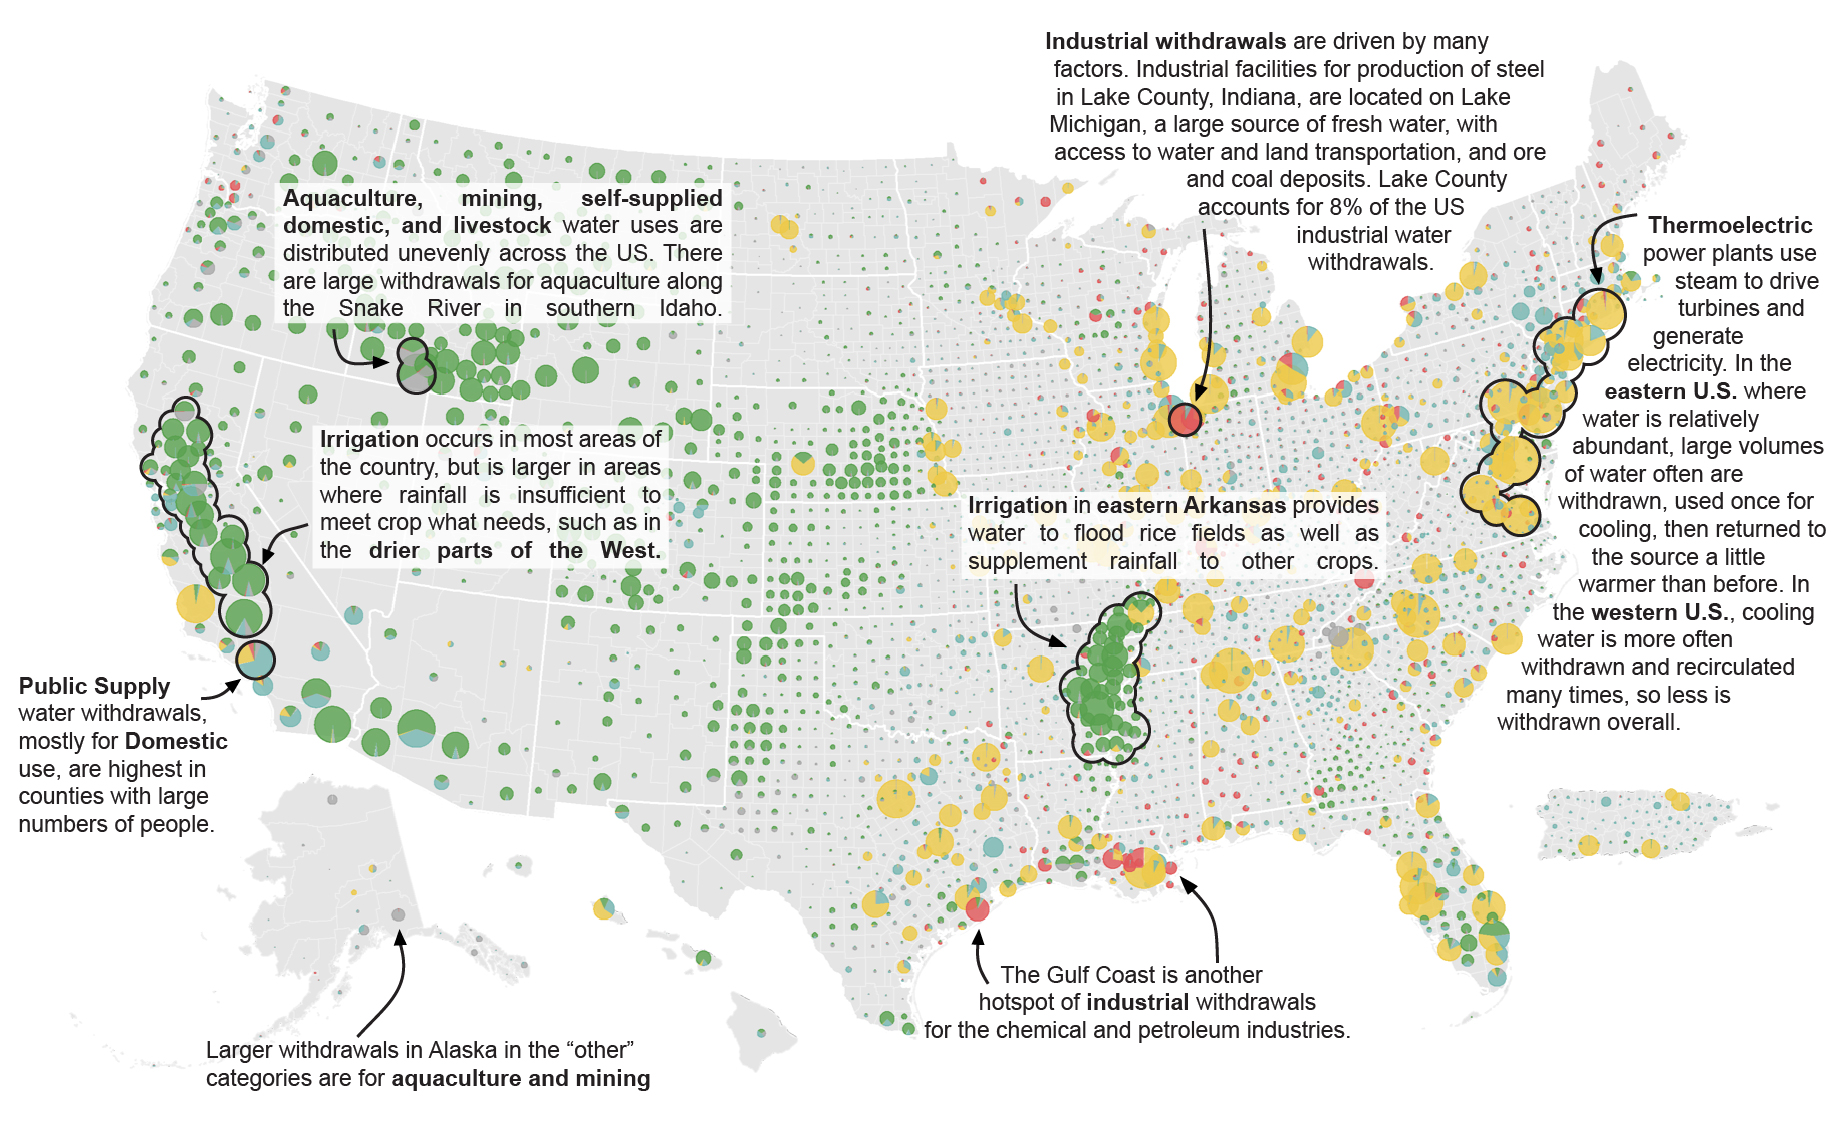 Industrial withdrawals are driven by many
factors. Industrial facilities for production of steel
in Lake County, Indiana, are located on Lake
Michigan, a large source of fresh water, with
access to water and land transportation, and ore
and coal deposits. Lake County
accounts for 8% of the US
industrial water
withdrawals.
Aquaculture, mining, self-supplied
domestic, and livestock water uses are
distributed unevenly across the US. There
are large withdrawals for aquaculture along
the Snake River in southern Idaho.
Thermoelectric
power plants use
steam to drive
turbines and
generate
electricity. In the
eastern U.S. where
water is relatively
abundant, large volumes
of water often are
withdrawn, used once for
cooling, then returned to
the source a little
warmer than before. In
the western U.S., cooling
water is more often
withdrawn and recirculated
many times, so less is
withdrawn overall.
Irrigation occurs in most areas of
the country, but is larger in areas
where rainfall is insufficient to
meet crop what needs, such as in
the drier parts of the West.
Irrigation in eastern Arkansas provides
water to flood rice fields as well as
supplement rainfall to other crops.
Public Supply
water withdrawals,
mostly for Domestic
use, are highest in
counties with large
numbers of people.
The Gulf Coast is another
hotspot of industrial withdrawals
for the chemical and petroleum industries.
Larger withdrawals in Alaska in the “other”
categories are for aquaculture and mining